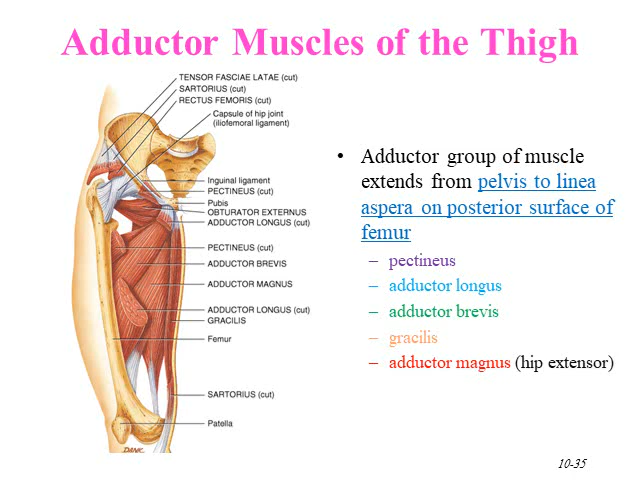 Adductor Muscles of the Thigh
TENSOR FASCIAE LATAE (cut)
SARTORIUS (cut)
RECTUS FEMORIS (cut)
Capsule of hip joint
(iliofemoral ligament)
Inguinal ligament
PECTINEUS (cut)
Pubis
OBTURATOR EXTERNUS
ADDUCTOR LONGUS (cut)
PECTINEUS (cut)
ADDUCTOR BREVIS
ADDUCTOR MAGNUS
ADDUCTOR LONGUS (cut)
GRACILIS
Femur
SARTORIUS (cut)
Patella
• Adductor group of muscle
extends from pelvis to linea
aspera on posterior surface of
femur
– pectineus
– adductor longus
– adductor brevis
– gracilis
– adductor magnus (hip extensor)
10-35